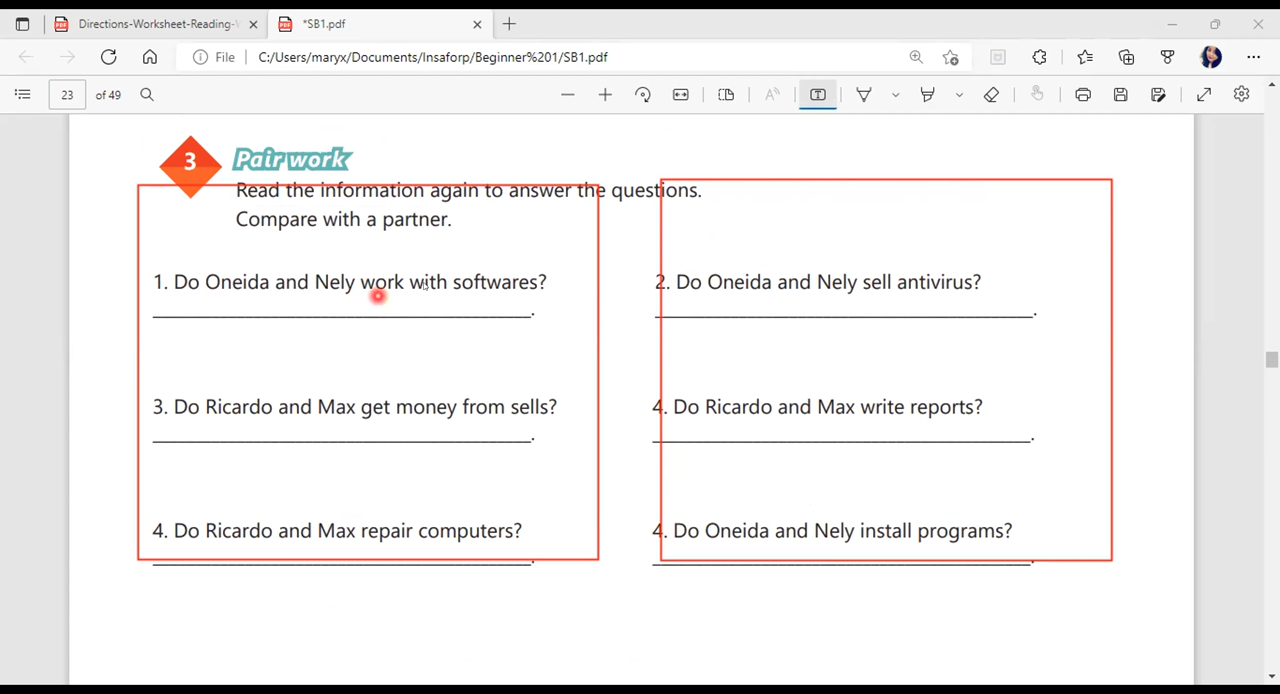 Directions-Worksheet-Reading-
*SB1.pdf
File
C:/Users/maryx/Documents/Insaforp/Beginner%201/SB1.pdf
23 of 49
3 Pair work
Read the information again to answer the questions.
Compare with a partner.
1. Do Oneida and Nely work with softwares?
2. Do Oneida and Nely sell antivirus?
3. Do Ricardo and Max get money from sells?
4. Do Ricardo and Max write reports?
4. Do Ricardo and Max repair computers?
4. Do Oneida and Nely install programs?